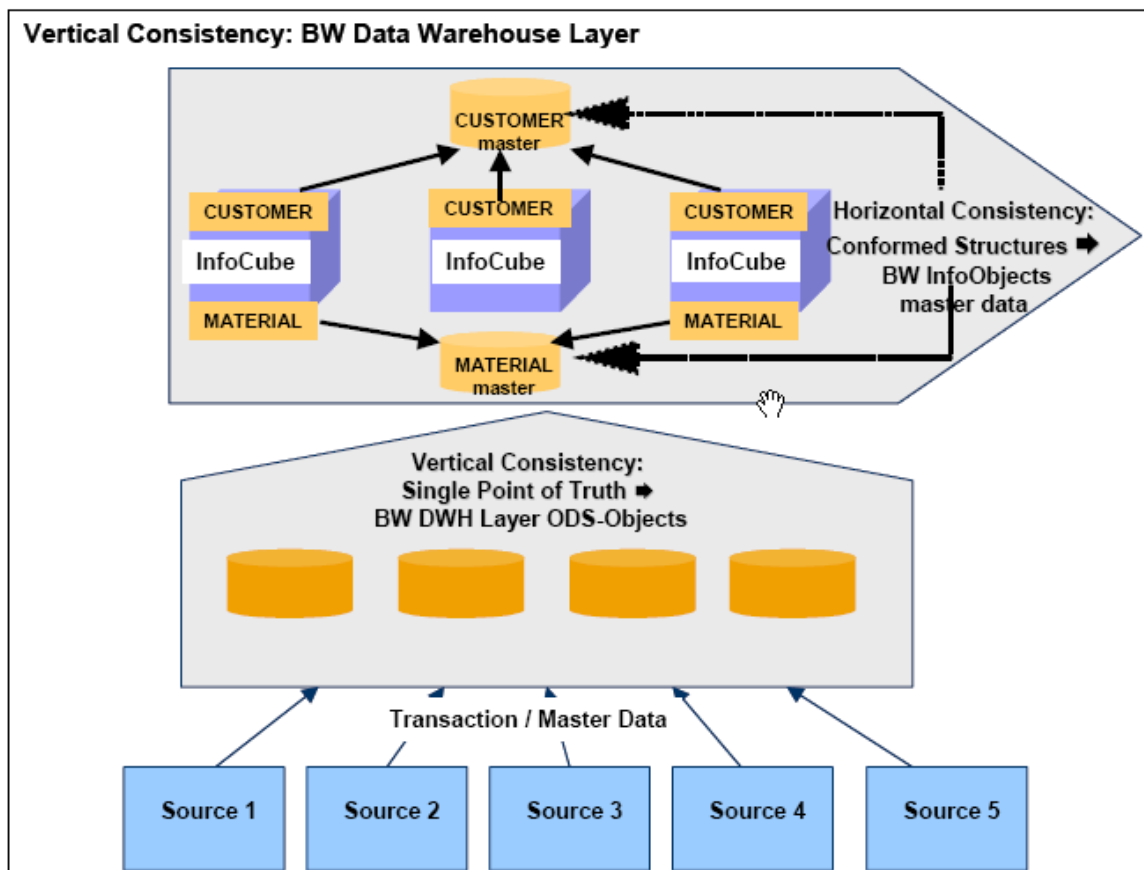 Vertical Consistency: BW Data Warehouse Layer
CUSTOMER
master
CUSTOMER
InfoCube
MATERIAL
CUSTOMER
InfoCube
CUSTOMER
InfoCube
MATERIAL
MATERIAL
master
Horizontal Consistency:
Conformed Structures ➡
BW InfoObjects
master data
Vertical Consistency:
Single Point of Truth ➡
BW DWH Layer ODS-Objects
Transaction / Master Data
Source 1
Source 2
Source 3
Source 4
Source 5